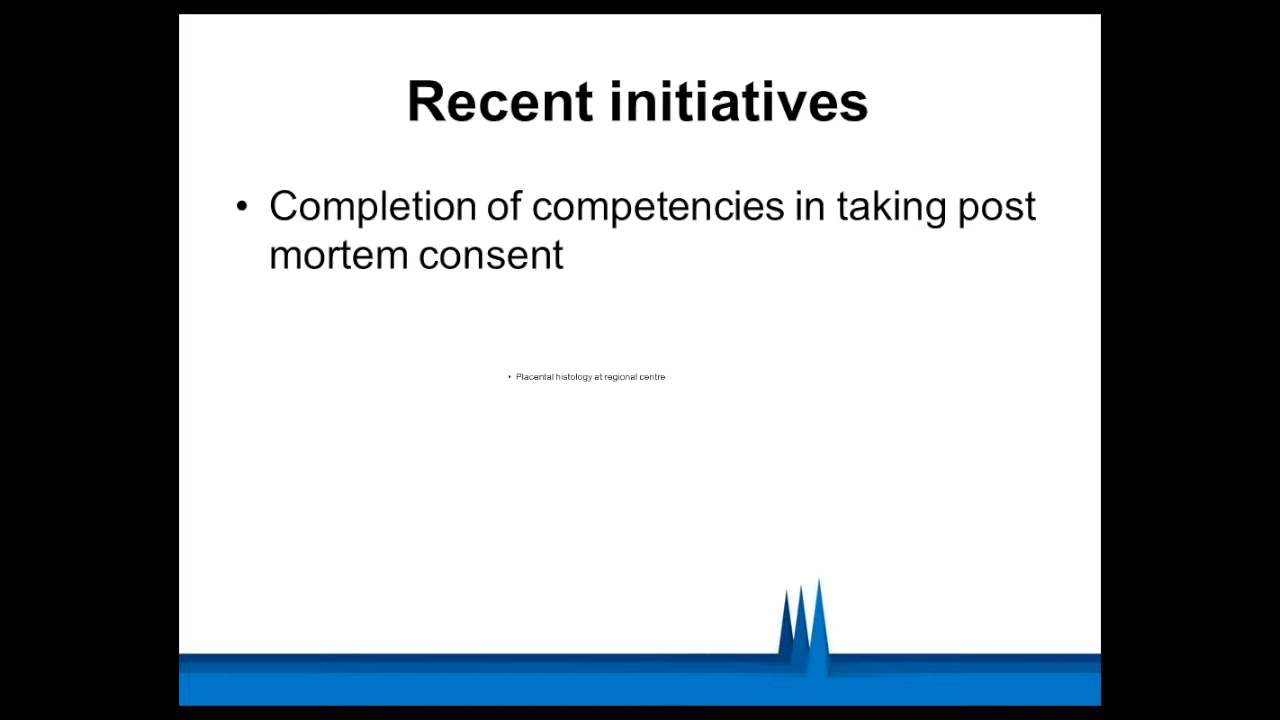 Recent initiatives
• Completion of competencies in taking post
mortem consent
• Placental histology at regional centre